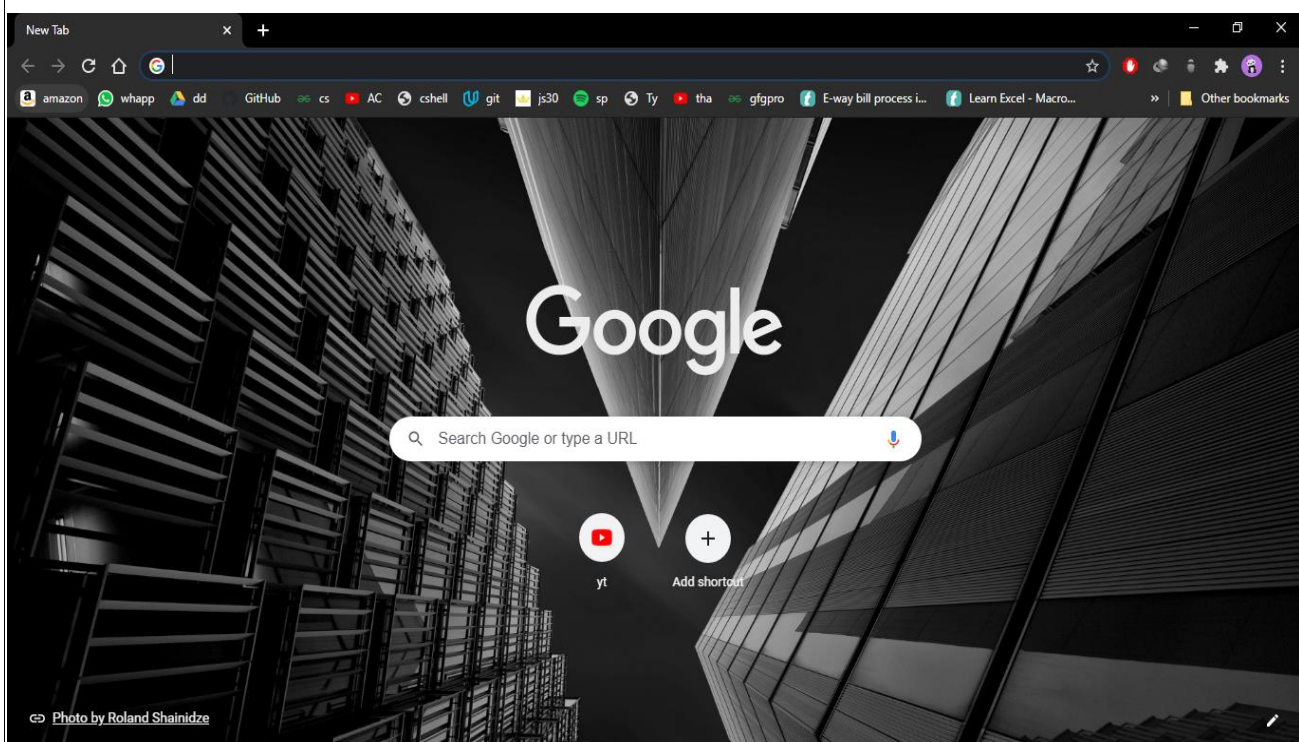 New Tab
amazon whapp dd GitHub cs AC cshell git js30 sp Ty tha gfgpro E-way bill process i... Learn Excel - Macro... » Other bookmarks
Google
Search Google or type a URL
yt Add shortcut
Photo by Roland Shainidze